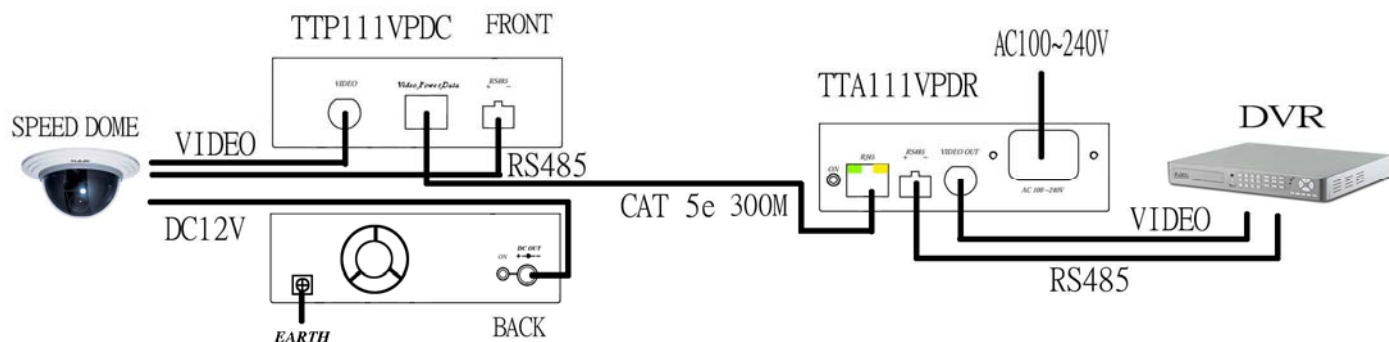 TTP111VPDC FRONT
VIDEO
Video,Power,Data
RS485
+ -
SPEED DOME
VIDEO
RS485
DC12V
CAT 5e 300M
ON
DC OUT
+ -
EARTH
BACK
AC100~240V
TTA111VPDR
ON
RJ45
RS485
+ -
VIDEO OUT
AC 100~240V
DVR
VIDEO
RS485